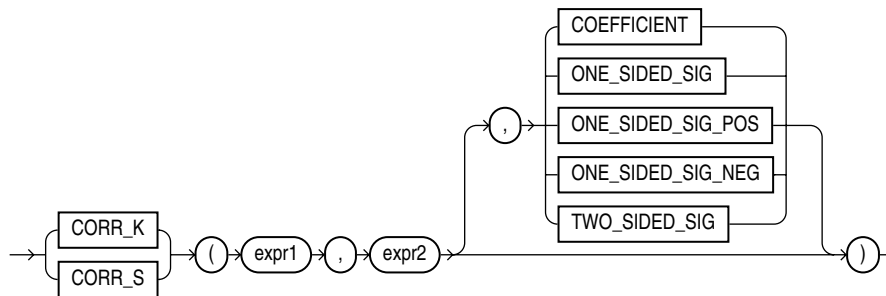 COEFFICIENT
ONE_SIDED_SIG
, ONE_SIDED_SIG_POS
ONE_SIDED_SIG_NEG
TWO_SIDED_SIG
CORR_K
CORR_S
( expr1 , expr2 )